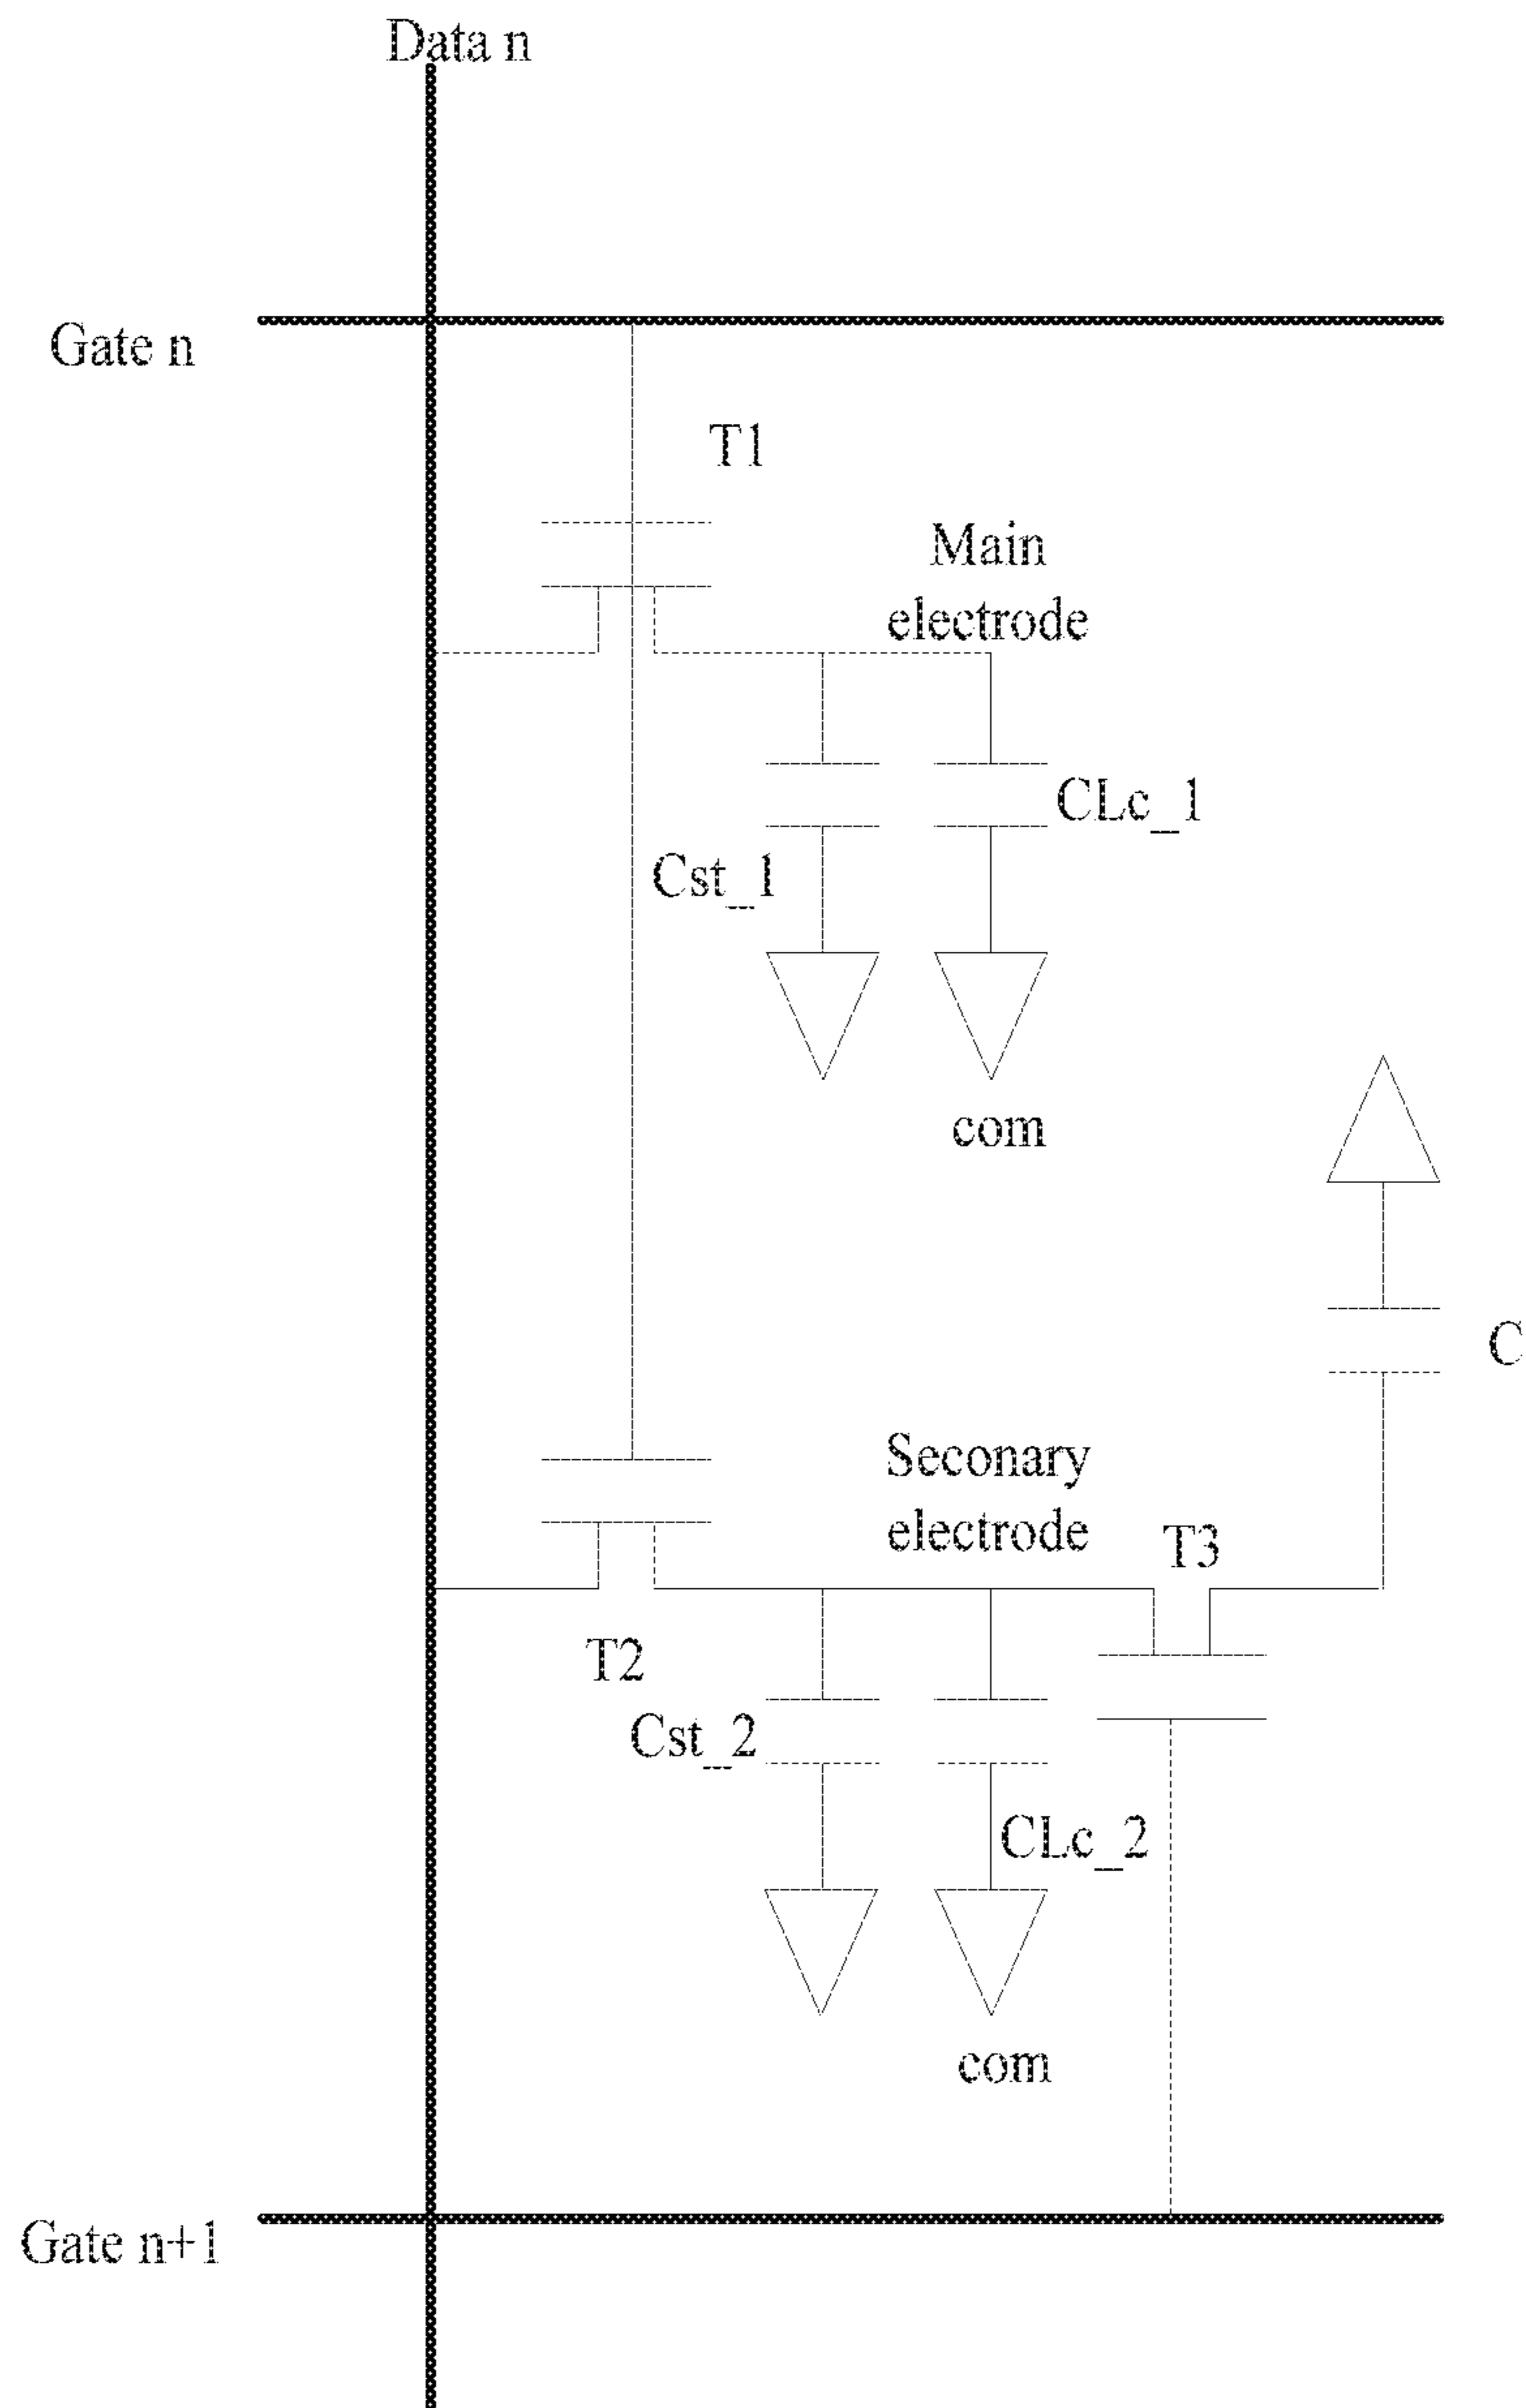 Data n
Gate n
T1
Main
electrode
CLc_1
Cst_1
com
C
Seconary
electrode
T3
T2
Cst_2
CLc_2
com
Gate n+1